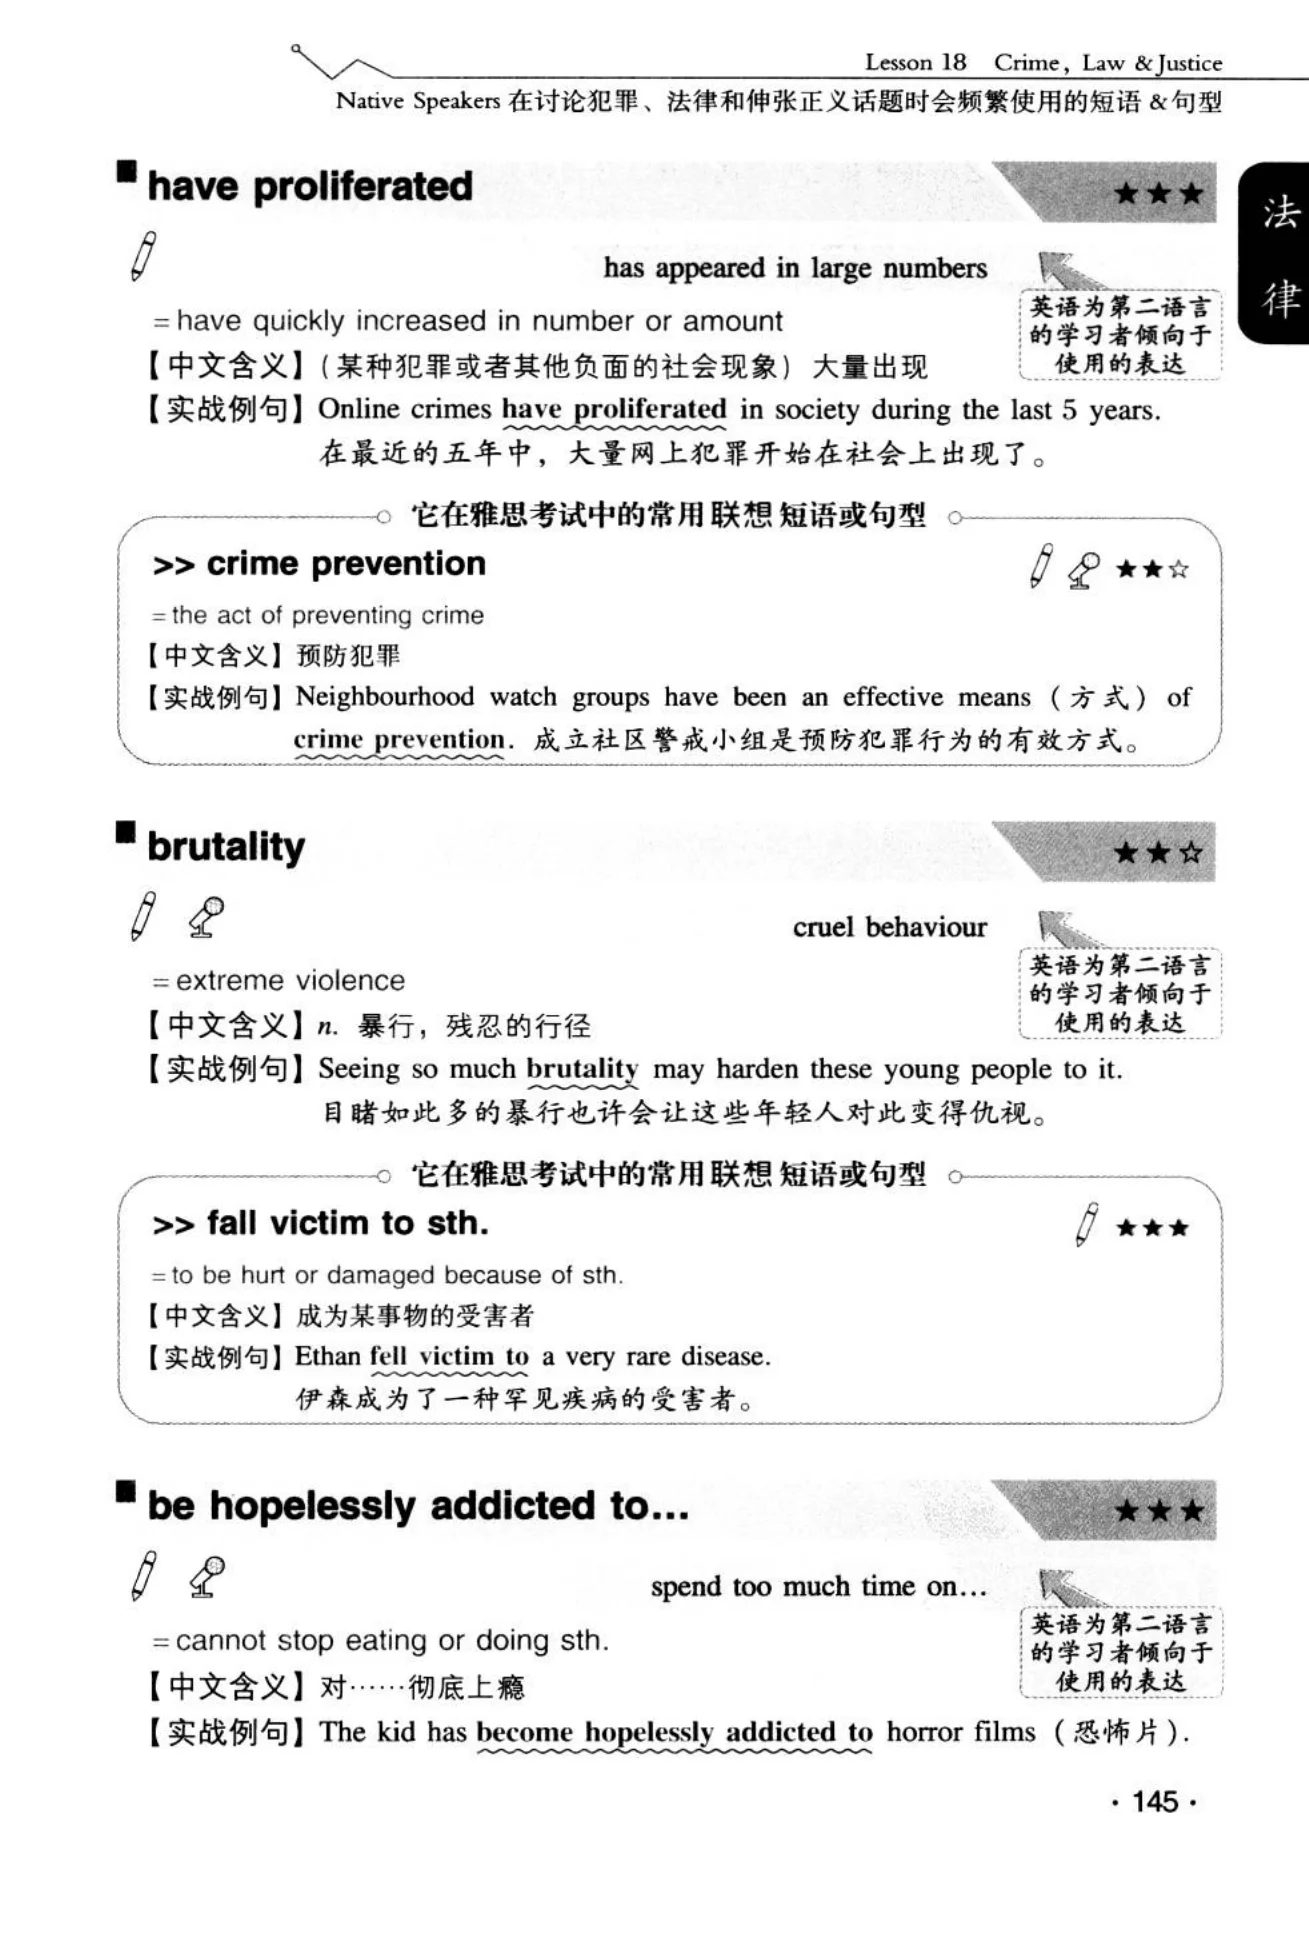 Lesson 18 Crime, Law & Justice
Native Speakers 在讨论犯罪、法律和伸张正义话题时会频繁使用的短语 & 句型
法
律
■ have proliferated ★★★
has appeared in large numbers
英语为第二语言
的学习者倾向于
使用的表达
= have quickly increased in number or amount
【中文含义】(某种犯罪或者其他负面的社会现象) 大量出现
【实战例句】Online crimes have proliferated in society during the last 5 years.
在最近的五年中，大量网上犯罪开始在社会上出现了。
它在雅思考试中的常用联想短语或句型
>> crime prevention ★★☆
= the act of preventing crime
【中文含义】预防犯罪
【实战例句】Neighbourhood watch groups have been an effective means (方式) of
crime prevention. 成立社区警戒小组是预防犯罪行为的有效方式。
■ brutality ★★☆
cruel behaviour
英语为第二语言
的学习者倾向于
使用的表达
= extreme violence
【中文含义】n. 暴行，残忍的行径
【实战例句】Seeing so much brutality may harden these young people to it.
目睹如此多的暴行也许会让这些年轻人对此变得仇视。
它在雅思考试中的常用联想短语或句型
>> fall victim to sth. ★★★
= to be hurt or damaged because of sth.
【中文含义】成为某事物的受害者
【实战例句】Ethan fell victim to a very rare disease.
伊森成为了一种罕见疾病的受害者。
■ be hopelessly addicted to... ★★★
spend too much time on...
英语为第二语言
的学习者倾向于
使用的表达
= cannot stop eating or doing sth.
【中文含义】对……彻底上瘾
【实战例句】The kid has become hopelessly addicted to horror films (恐怖片).
· 145 ·